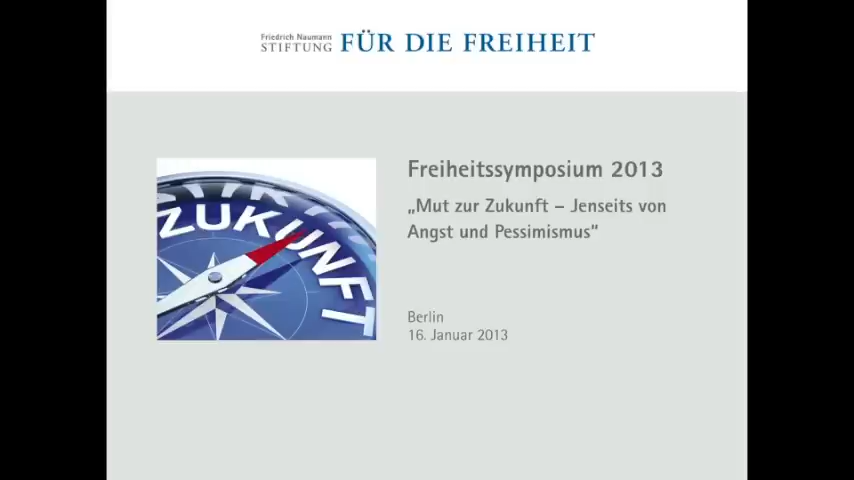 Friedrich Naumann
STIFTUNG FÜR DIE FREIHEIT
Freiheitssymposium 2013
„Mut zur Zukunft – Jenseits von
Angst und Pessimismus“
ZUKUNFT
Berlin
16. Januar 2013